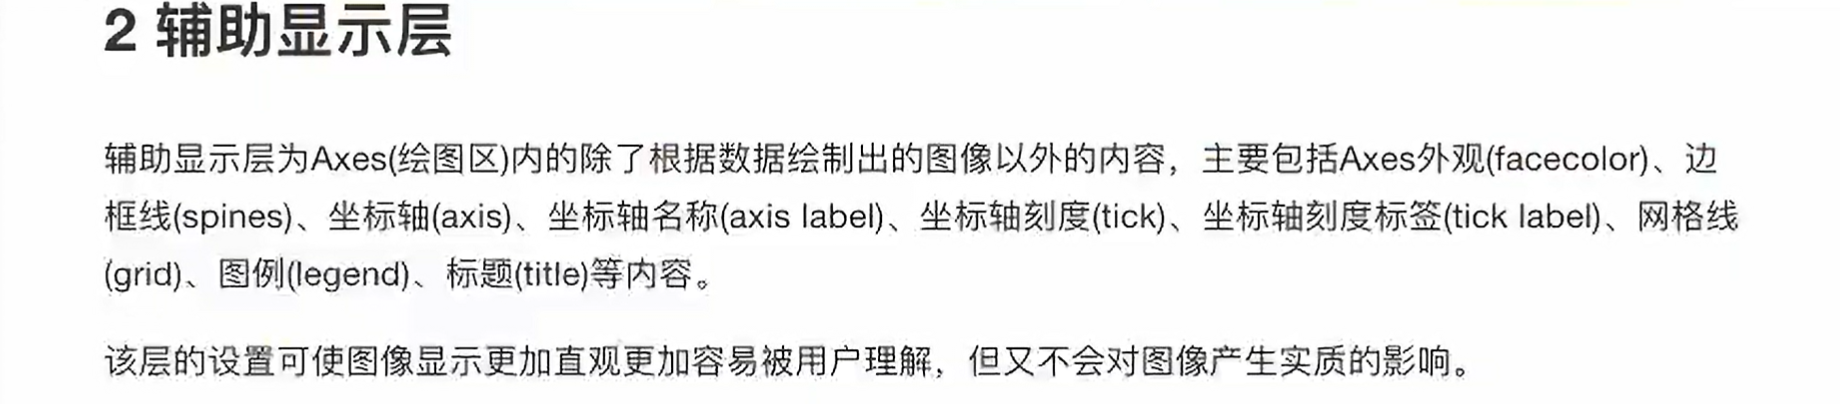 2 辅助显示层
辅助显示层为Axes(绘图区)内的除了根据数据绘制出的图像以外的内容，主要包括Axes外观(facecolor)、边
框线(spines)、坐标轴(axis)、坐标轴名称(axis label)、坐标轴刻度(tick)、坐标轴刻度标签(tick label)、网格线
(grid)、图例(legend)、标题(title)等内容。
该层的设置可使图像显示更加直观更加容易被用户理解，但又不会对图像产生实质的影响。